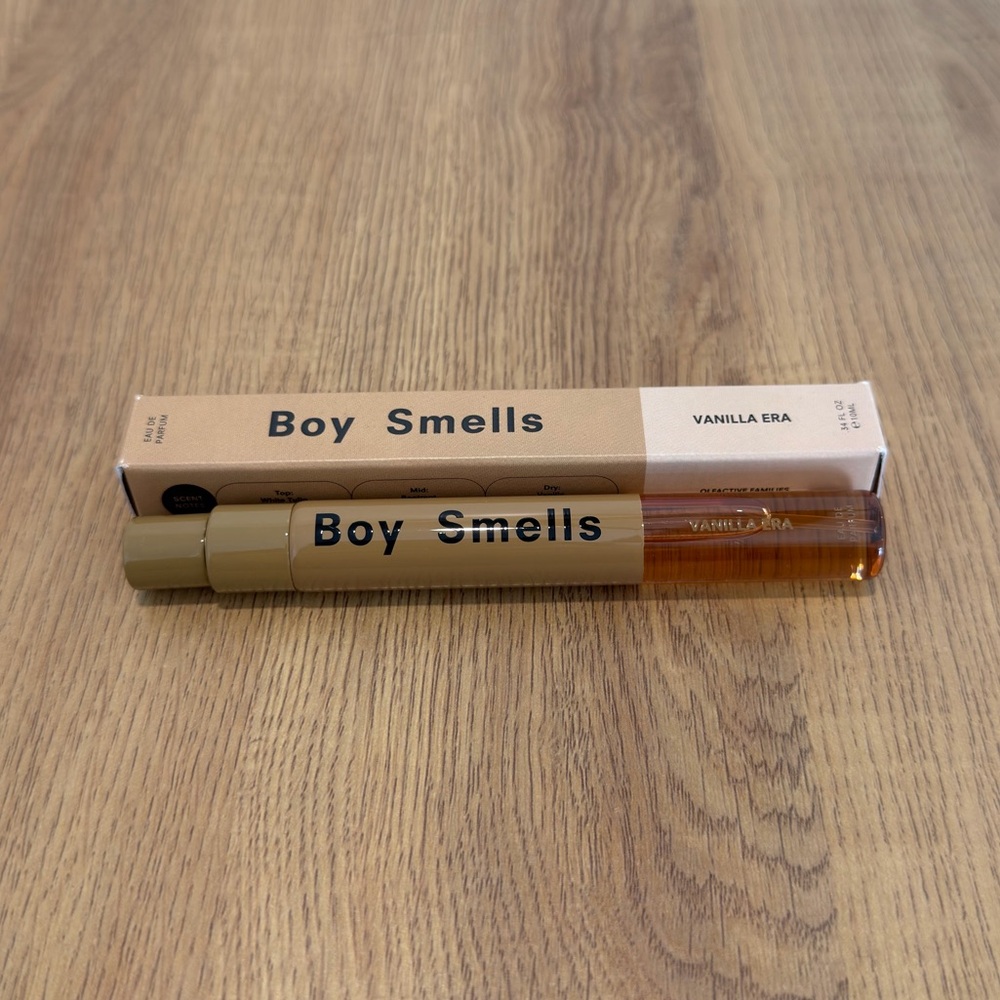 EAU DE
PARFUM
Boy Smells
VANILLA ERA
.34 FL OZ
℮ 10ML
SCENT
NOTES
Top:
White
Mid:
Dry:
OLFACTIVE FAMILIES
Boy Smells
VANILLA ERA